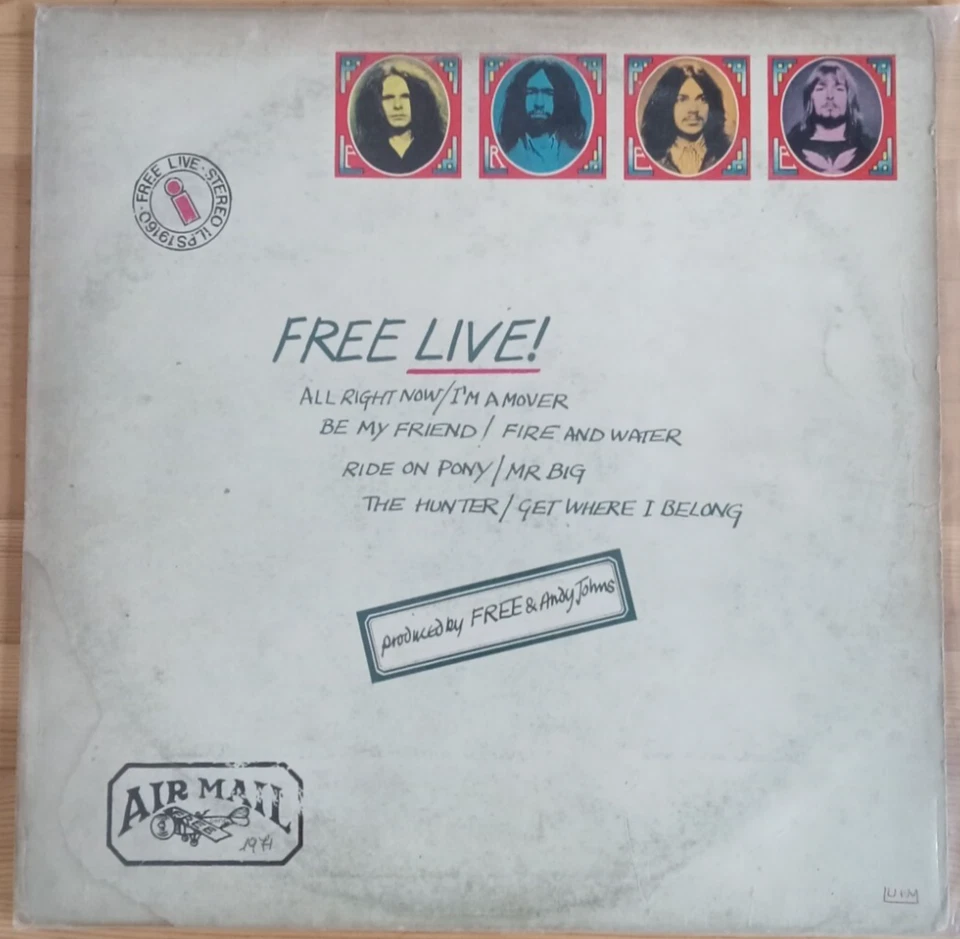 F R E E
FREE LIVE · STEREO ILPS 9160 ·
i
FREE LIVE!
ALL RIGHT NOW/I'M A MOVER
BE MY FRIEND/ FIRE AND WATER
RIDE ON PONY/MR BIG
THE HUNTER/GET WHERE I BELONG
produced by FREE & Andy Johns
AIR MAIL
FREE
1971